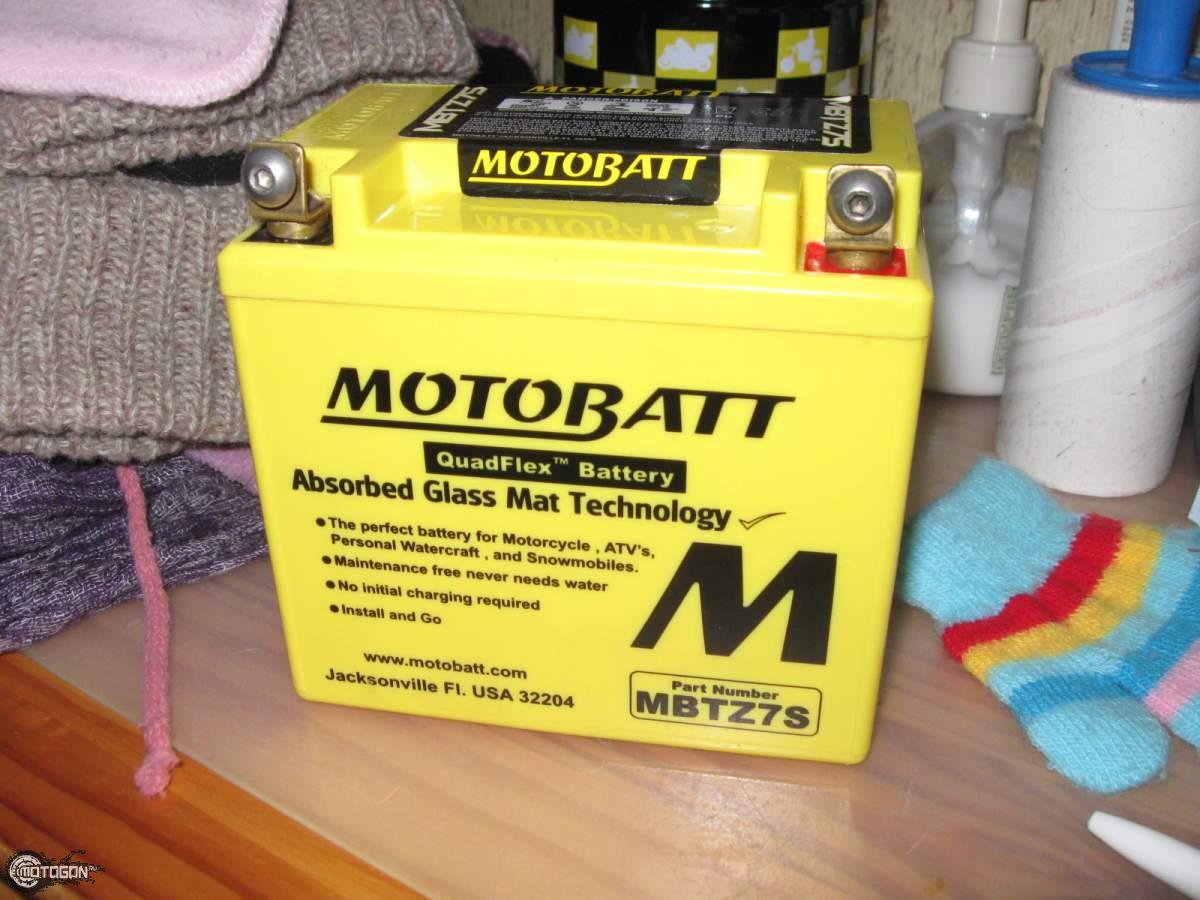 MOTOBATT
MBTZ7S
MBTZ7S
MOTOBATT
MOTOBATT
QuadFlex™ Battery
Absorbed Glass Mat Technology
• The perfect battery for Motorcycle , ATV's,
Personal Watercraft , and Snowmobiles.
• Maintenance free never needs water
• No initial charging required
• Install and Go
www.motobatt.com
Jacksonville Fl. USA 32204
Part Number
MBTZ7S
MOTOGON.RU